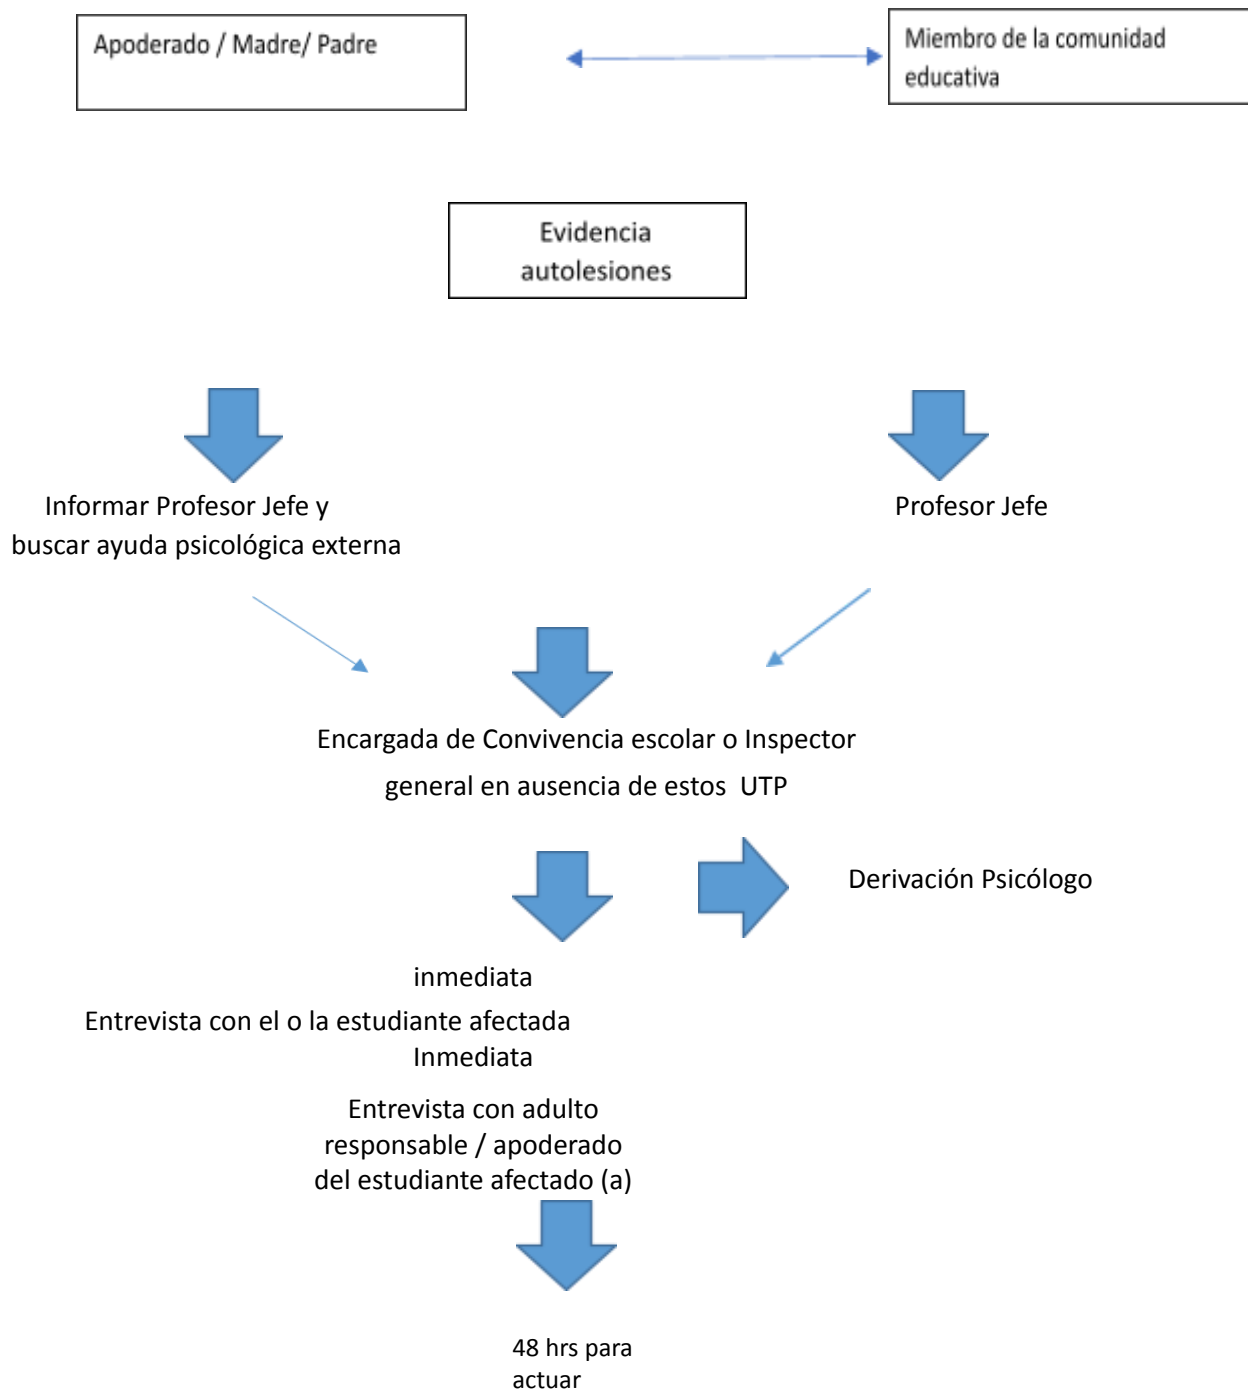 Apoderado / Madre/ Padre
Miembro de la comunidad
educativa
Evidencia
autolesiones
Informar Profesor Jefe y
buscar ayuda psicológica externa
Profesor Jefe
Encargada de Convivencia escolar o Inspector
general en ausencia de estos UTP
Derivación Psicólogo
inmediata
Entrevista con el o la estudiante afectada
Inmediata
Entrevista con adulto
responsable / apoderado
del estudiante afectado (a)
48 hrs para
actuar